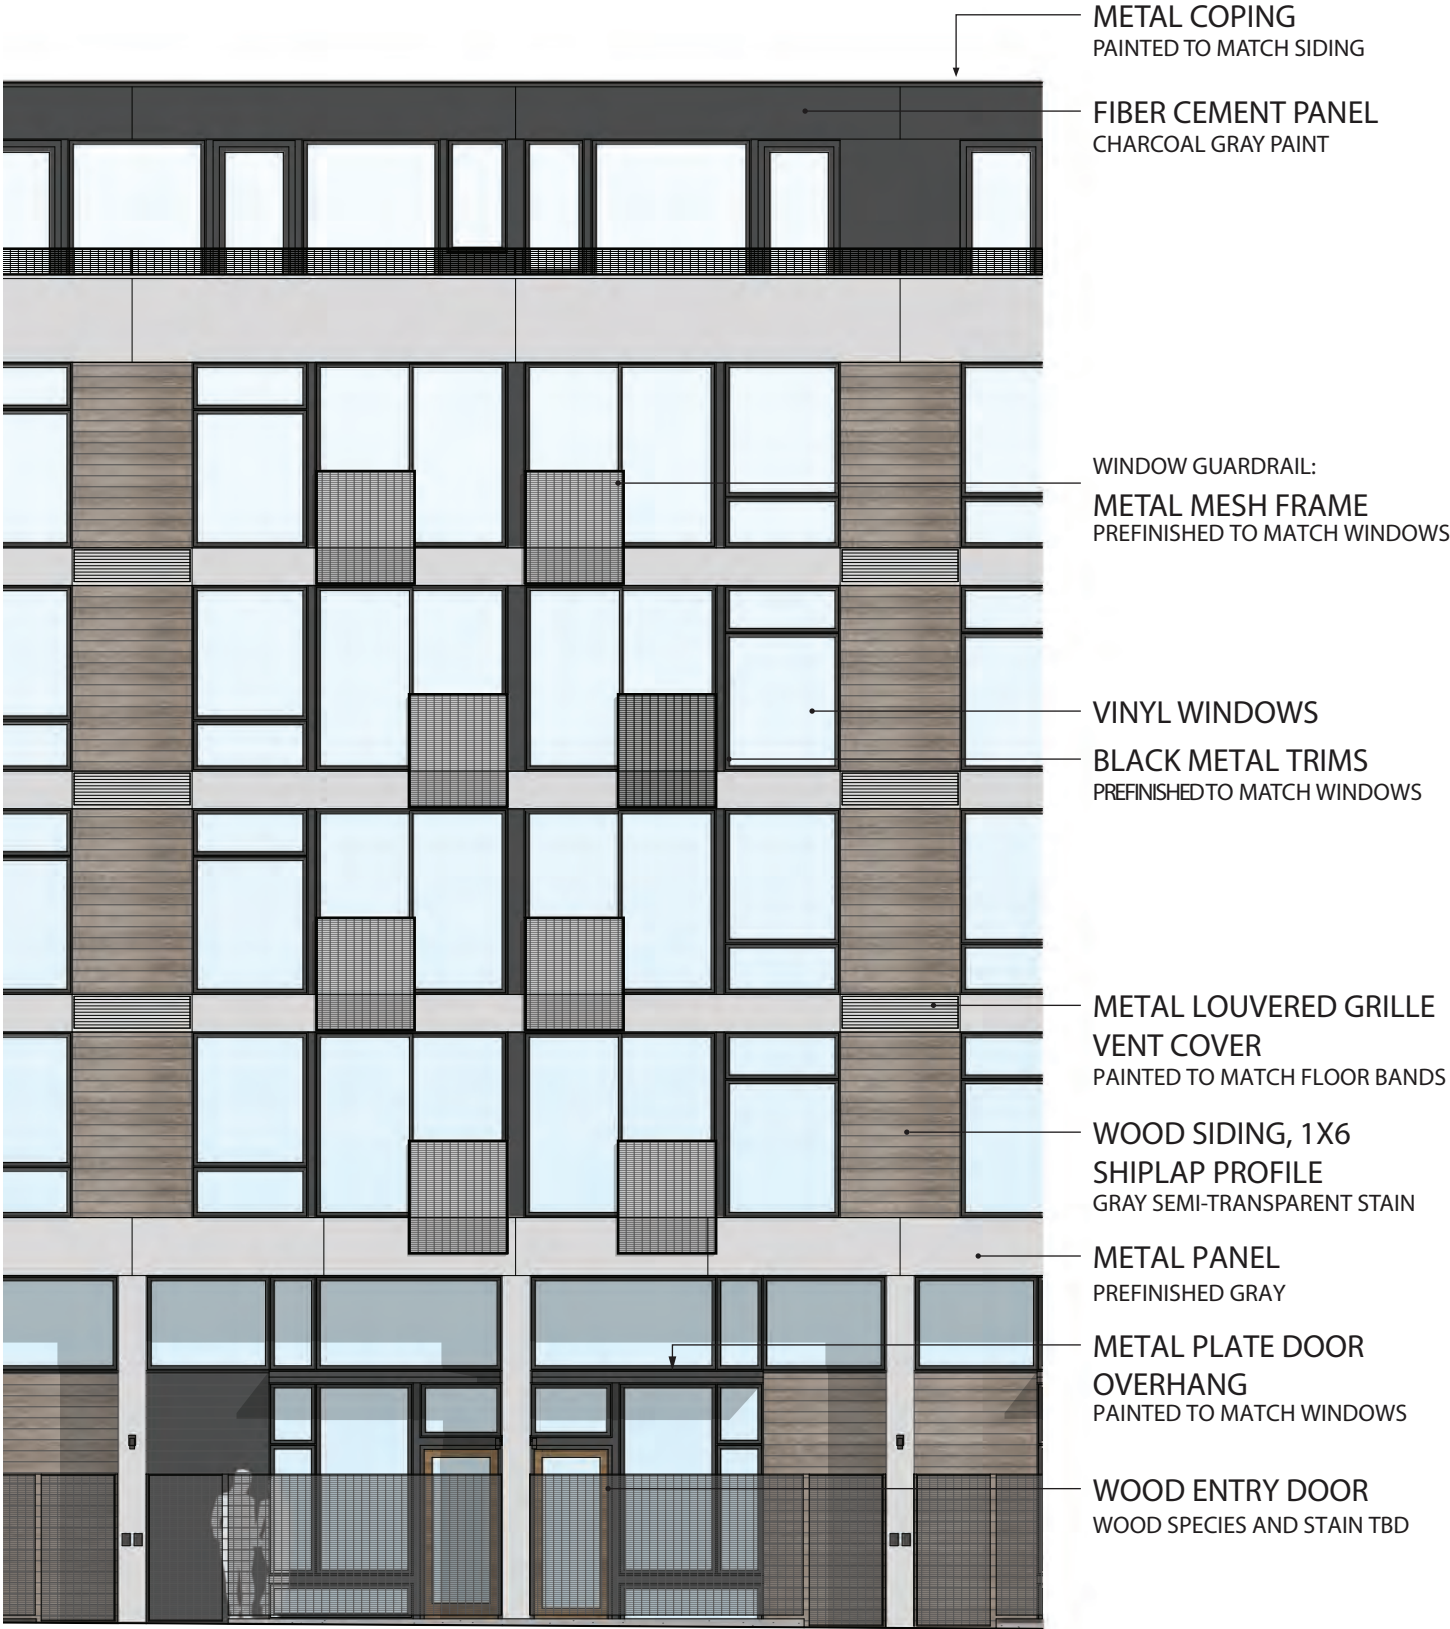 METAL COPING
PAINTED TO MATCH SIDING
FIBER CEMENT PANEL
CHARCOAL GRAY PAINT
WINDOW GUARDRAIL:
METAL MESH FRAME
PREFINISHED TO MATCH WINDOWS
VINYL WINDOWS
BLACK METAL TRIMS
PREFINISHED TO MATCH WINDOWS
METAL LOUVERED GRILLE
VENT COVER
PAINTED TO MATCH FLOOR BANDS
WOOD SIDING, 1X6
SHIPLAP PROFILE
GRAY SEMI-TRANSPARENT STAIN
METAL PANEL
PREFINISHED GRAY
METAL PLATE DOOR
OVERHANG
PAINTED TO MATCH WINDOWS
WOOD ENTRY DOOR
WOOD SPECIES AND STAIN TBD